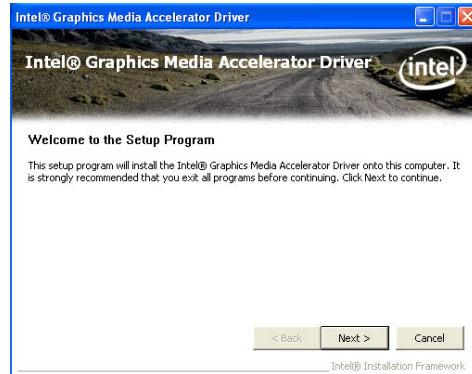 Intel® Graphics Media Accelerator Driver
Intel® Graphics Media Accelerator Driver
intel
Welcome to the Setup Program
This setup program will install the Intel® Graphics Media Accelerator Driver onto this computer. It
is strongly recommended that you exit all programs before continuing. Click Next to continue.
< Back
Next >
Cancel
Intel® Installation Framework